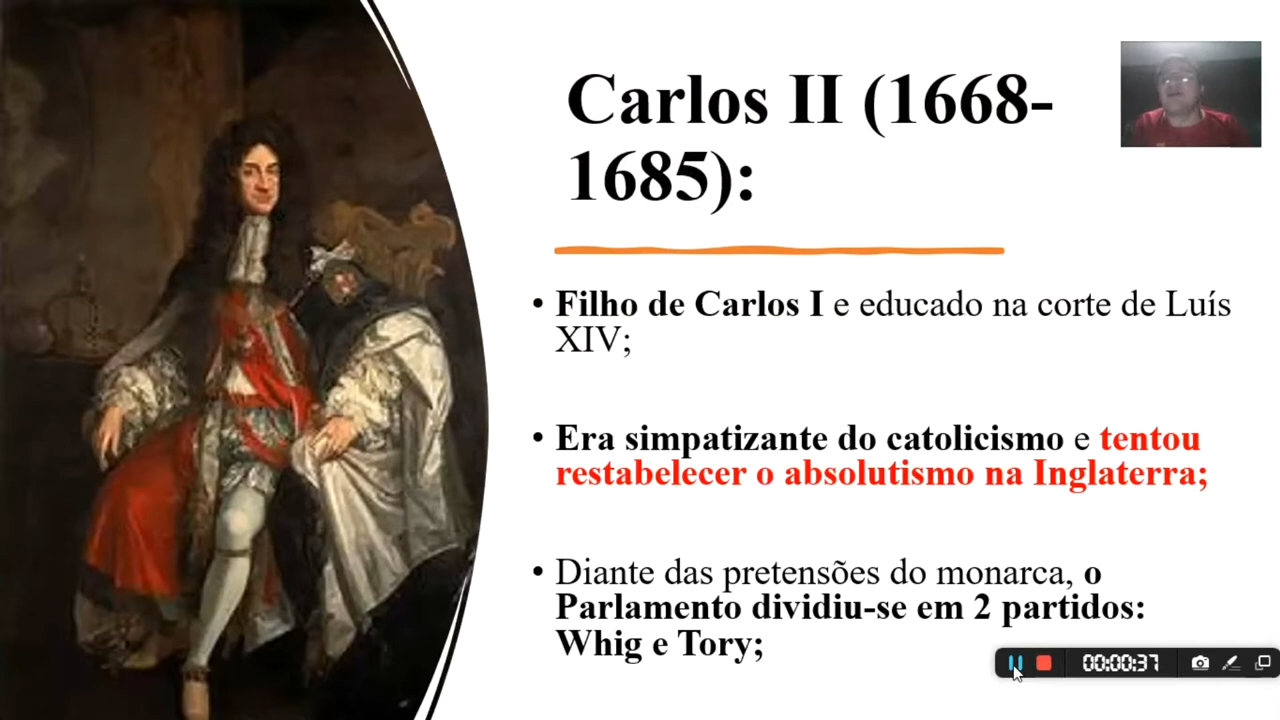 Carlos II (1668-
1685):
• Filho de Carlos I e educado na corte de Luís
XIV;
• Era simpatizante do catolicismo e tentou
restabelecer o absolutismo na Inglaterra;
• Diante das pretensões do monarca, o
Parlamento dividiu-se em 2 partidos:
Whig e Tory;
00:00:37